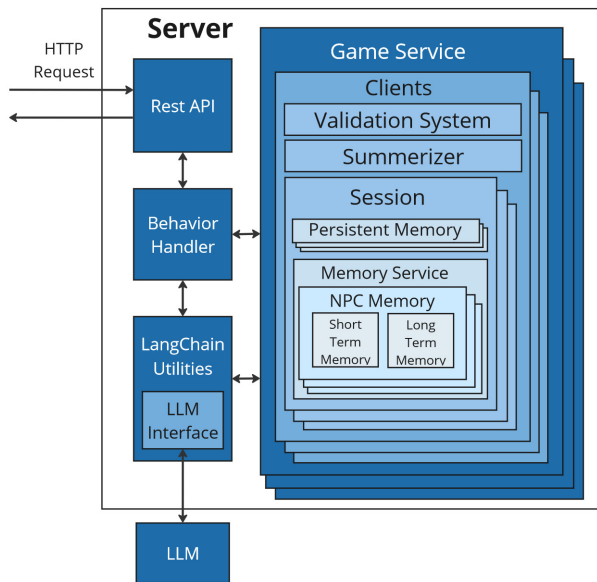 Server
HTTP
Request
Rest API
Behavior
Handler
LangChain
Utilities
LLM
Interface
LLM
Game Service
Clients
Validation System
Summerizer
Session
Persistent Memory
Memory Service
NPC Memory
Short
Term
Memory
Long
Term
Memory